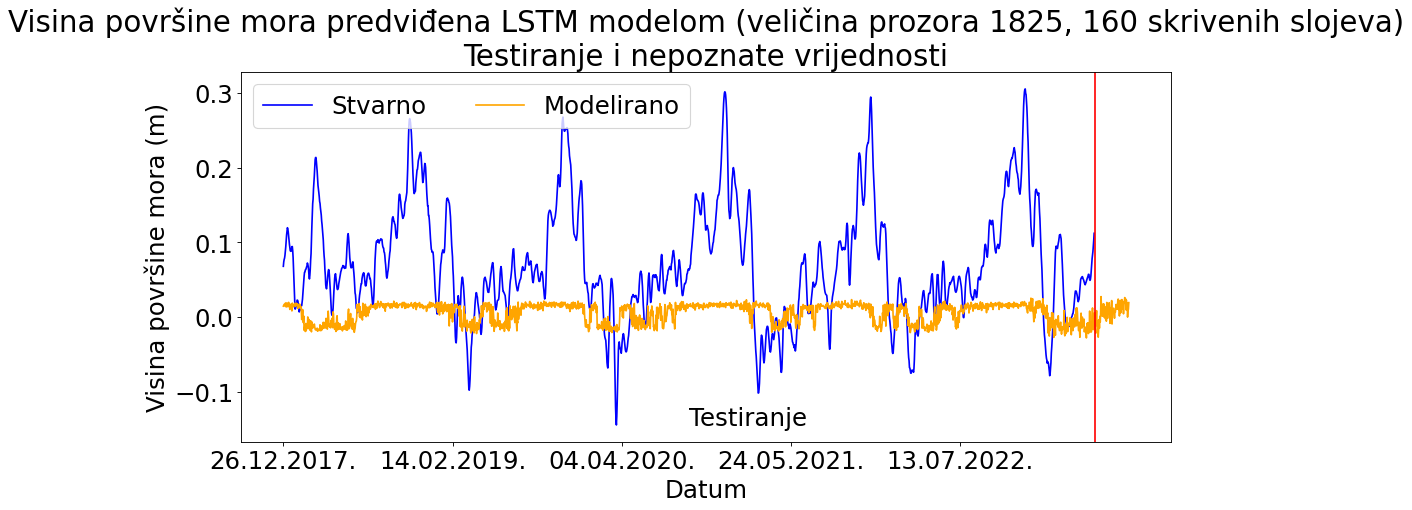 Visina površine mora predviđena LSTM modelom (veličina prozora 1825, 160 skrivenih slojeva)
Testiranje i nepoznate vrijednosti
Stvarno
Modelirano
Visina površine mora (m)
0.3
0.2
0.1
0.0
−0.1
Testiranje
26.12.2017.
14.02.2019.
04.04.2020.
24.05.2021.
13.07.2022.
Datum